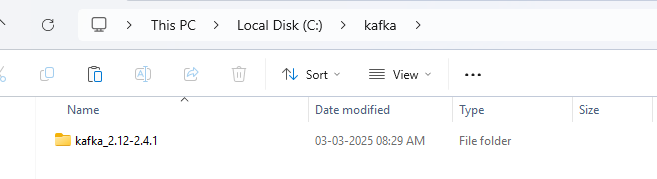 This PC > Local Disk (C:) > kafka >
Sort View ...
Name Date modified Type Size
kafka_2.12-2.4.1 03-03-2025 08:29 AM File folder